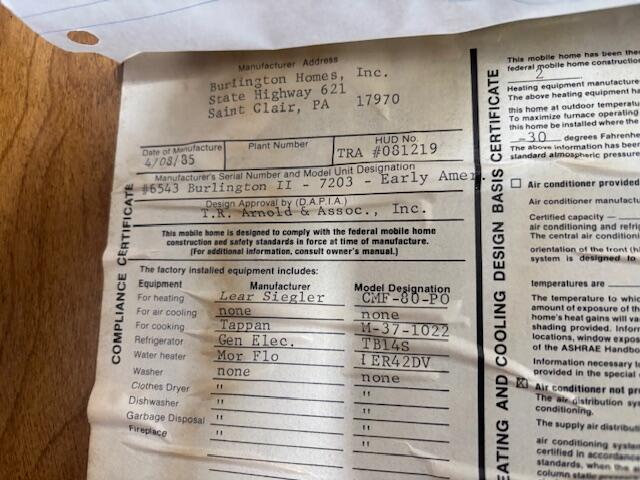 Manufacturer Address
Burlington Homes, Inc.
State Highway 621
Saint Clair, PA 17970
Date of Manufacture
4/08/85
Plant Number
HUD No.
TRA #081219
Manufacturer's Serial Number and Model Unit Designation
#6543 Burlington II - 7203 - Early Amer.
Design Approval by (D.A.P.I.A.)
T.R. Arnold & Assoc., Inc.
This mobile home is designed to comply with the federal mobile home
construction and safety standards in force at time of manufacture.
(For additional information, consult owner's manual.)
COMPLIANCE CERTIFICATE
The factory installed equipment includes:
Equipment Manufacturer Model Designation
For heating Lear Siegler CMF-80-PO
For air cooling none none
For cooking Tappan M-37-1022
Refrigerator Gen Elec. TB14S
Water heater Mor Flo IER42DV
Washer none none
Clothes Dryer " "
Dishwasher " "
Garbage Disposal " "
Fireplace " "
EATING AND COOLING DESIGN BASIS CERTIFICATE
This mobile home has been
federal mobile home construction
2
Heating equipment manufacture
The above heating equipment ha
this home at outdoor temperatu
To maximize furnace operating
this home be installed where the
-30 degrees Fahrenhe
The above information has been
standard atmospheric pressur
Air conditioner provided
Air conditioner manufactu
Certified capacity
air conditioning and refrig
The central air conditioni
orientation of the front (h
system is designed to
temperatures are
The temperature to whic
amount of exposure of th
home's heat gains will va
shading provided. Inform
locations, window expos
of the ASHRAE Handbo
Information necessary to
provided in the special
X Air conditioner not pr
The air distribution sys
conditioning.
The supply air distributi
air conditioning system
certified in accordance
standards, when the a
column static